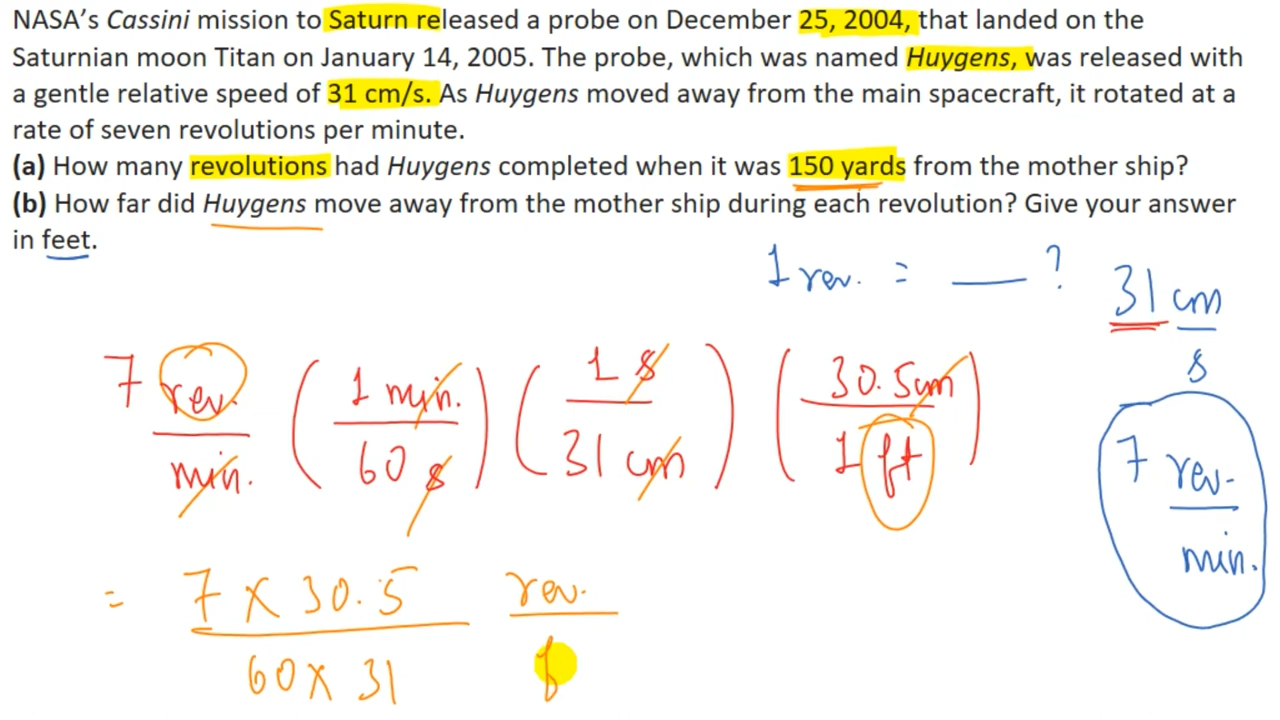 NASA's Cassini mission to Saturn released a probe on December 25, 2004, that landed on the
Saturnian moon Titan on January 14, 2005. The probe, which was named Huygens, was released with
a gentle relative speed of 31 cm/s. As Huygens moved away from the main spacecraft, it rotated at a
rate of seven revolutions per minute.
(a) How many revolutions had Huygens completed when it was 150 yards from the mother ship?
(b) How far did Huygens move away from the mother ship during each revolution? Give your answer
in feet.
1 rev. = __ ?
31 cm
s
7 rev.
min.
7 rev. ( 1 min. ) ( 1 s ) ( 30.5 cm )
min. 60 s 31 cm 1 ft
= 7 x 30.5 rev.
60 x 31 f